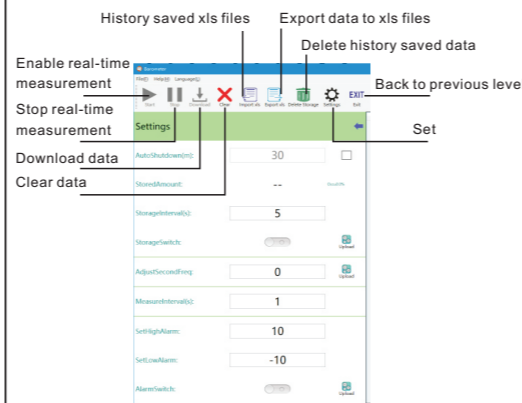 History saved xls files
Export data to xls files
Delete history saved data
Enable real-time
measurement
Back to previous leve
Stop real-time
measurement
Set
Download data
Clear data
Barometer
File(F) Help(H) Language(L)
Start Stop Download Clear Import xls Export xls Delete Storage Settings Exit
EXIT
Settings
AutoShutdown(m): 30
StoredAmount: --
StorageInterval(s): 5
StorageSwitch: Upload
AdjustSecondFreq: 0 Upload
MeasureInterval(s): 1
SetHighAlarm: 10
SetLowAlarm: -10
AlarmSwitch: Upload